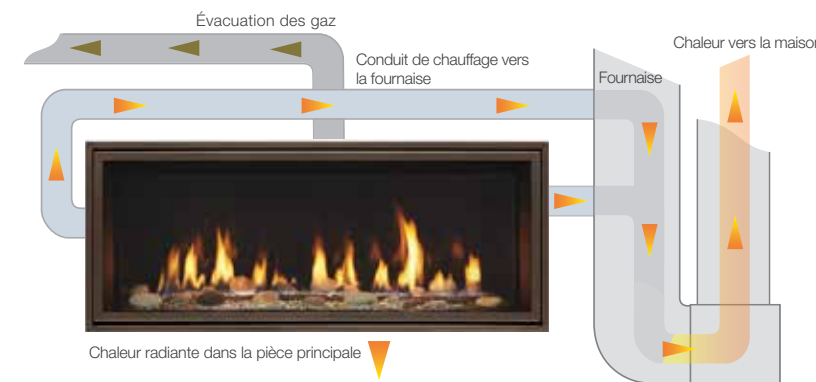 Évacuation des gaz
Chaleur vers la maison
Conduit de chauffage vers
la fournaise
Fournaise
Chaleur radiante dans la pièce principale